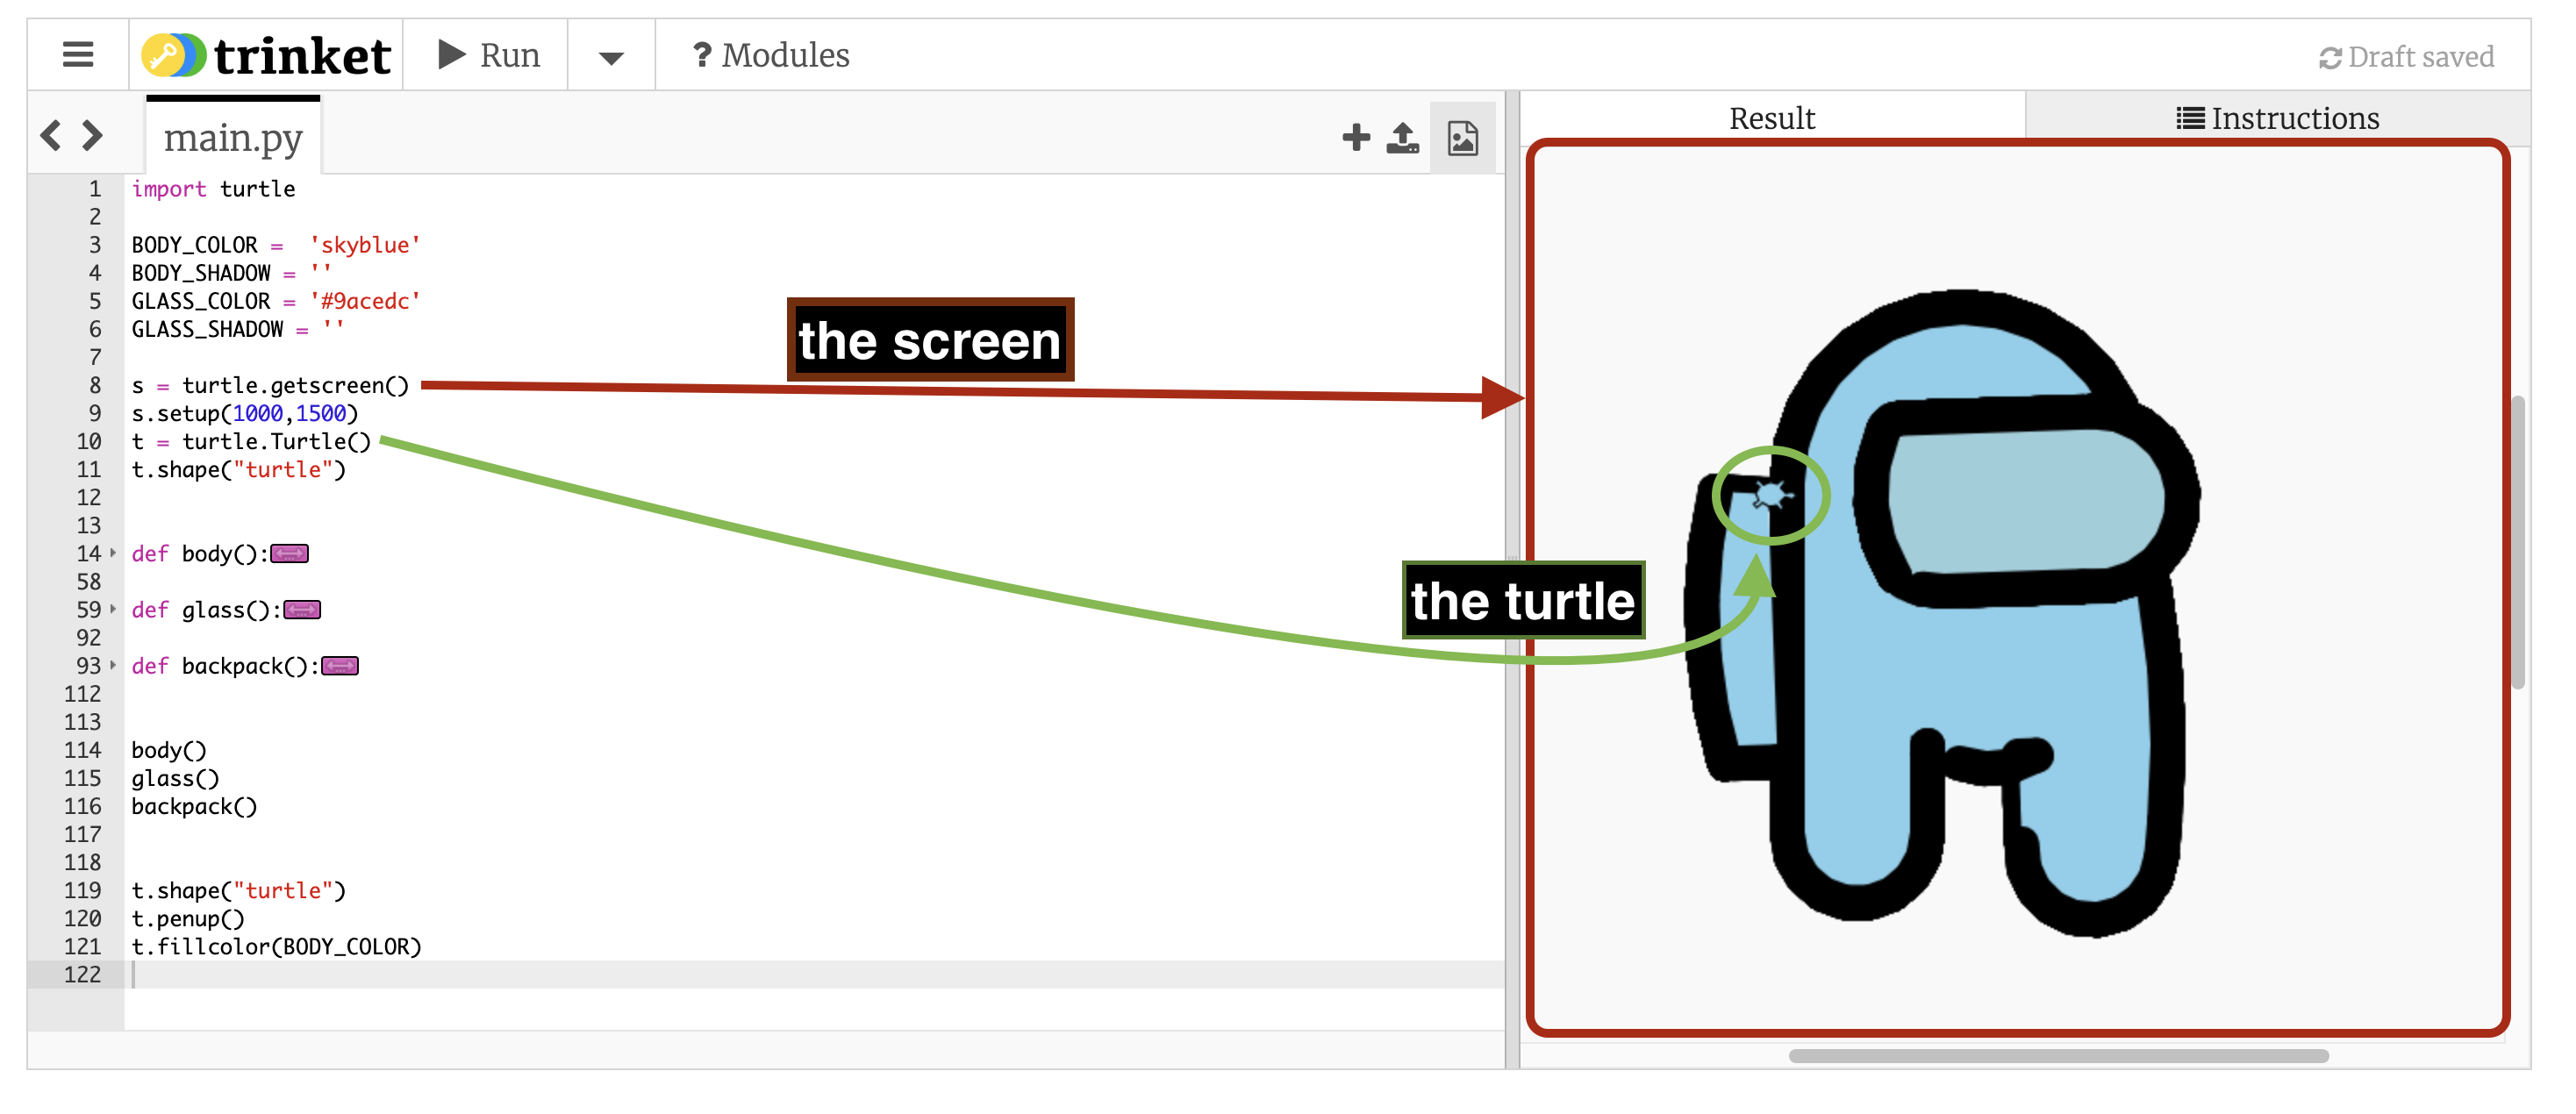 trinket
Run
? Modules
Draft saved
main.py
Result
Instructions
1 import turtle
2
3 BODY_COLOR =  'skyblue'
4 BODY_SHADOW = ''
5 GLASS_COLOR = '#9acedc'
6 GLASS_SHADOW = ''
7
8 s = turtle.getscreen()
9 s.setup(1000,1500)
10 t = turtle.Turtle()
11 t.shape("turtle")
12
13
14 def body():
58
59 def glass():
92
93 def backpack():
112
113
114 body()
115 glass()
116 backpack()
117
118
119 t.shape("turtle")
120 t.penup()
121 t.fillcolor(BODY_COLOR)
122
the screen
the turtle